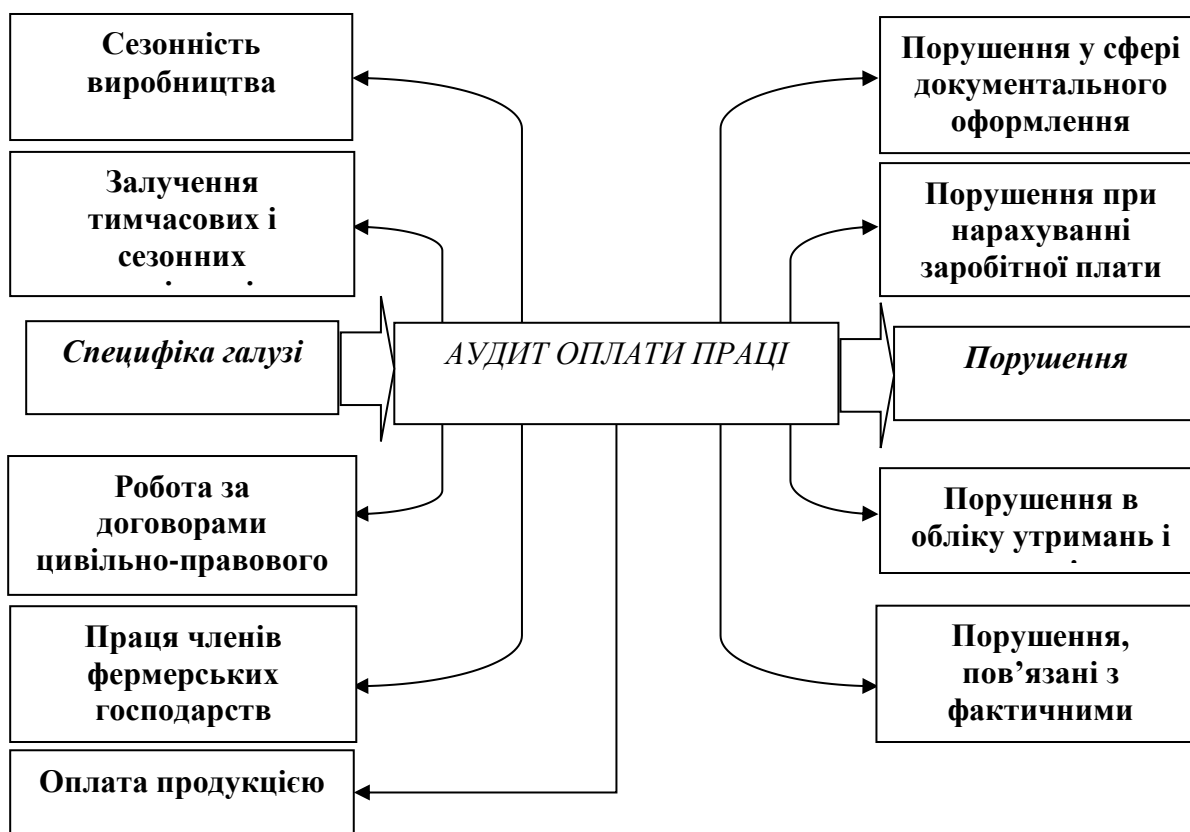 Сезонність
виробництва
Залучення
тимчасових і
сезонних
Специфіка галузі
Робота за
договорами
цивільно-правового
Праця членів
фермерських
господарств
Оплата продукцією
АУДИТ ОПЛАТИ ПРАЦІ
Порушення у сфері
документального
оформлення
Порушення при
нарахуванні
заробітної плати
Порушення
Порушення в
обліку утримань і
Порушення,
пов’язані з
фактичними